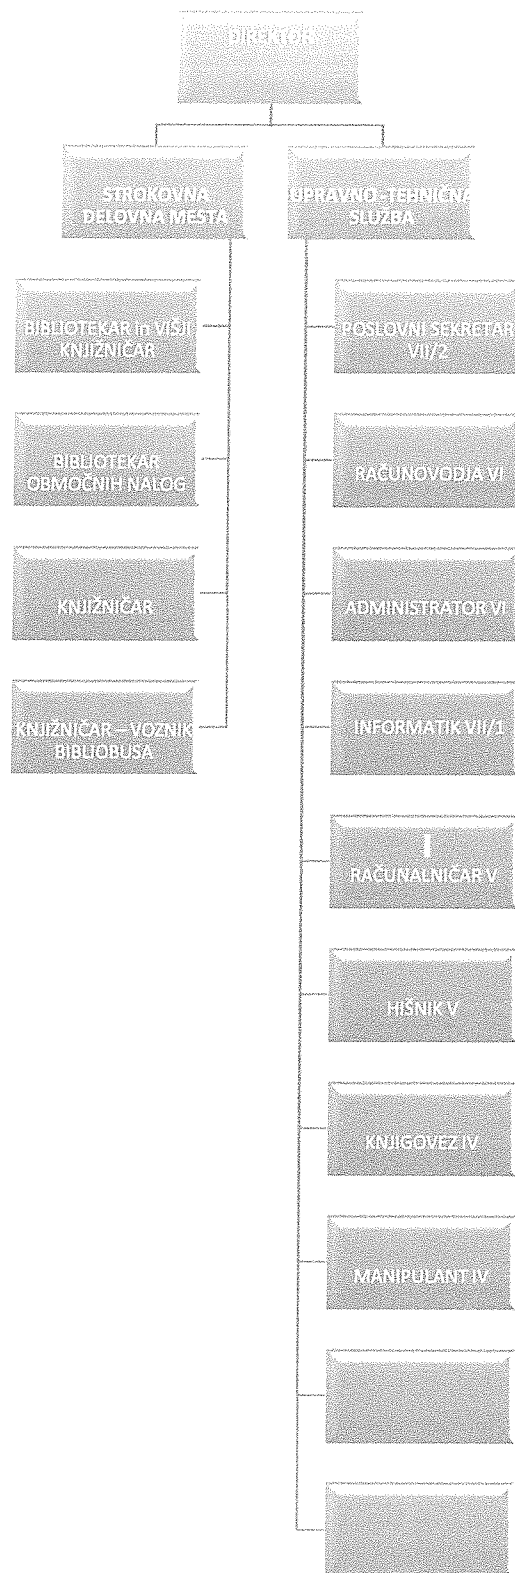 DIREKTOR
STROKOVNA
DELOVNA MESTA
UPRAVNO -TEHNIČNA
SLUŽBA
BIBLIOTEKAR in VIŠJI
KNJIŽNIČAR
BIBLIOTEKAR
OBMOČNIH NALOG
KNJIŽNIČAR
KNJIŽNIČAR – VOZNIK
BIBLIOBUSA
POSLOVNI SEKRETAR
VII/2
RAČUNOVODJA VI
ADMINISTRATOR VI
INFORMATIK VII/1
RAČUNALNIČAR V
HIŠNIK V
KNJIGOVEZ IV
MANIPULANT IV